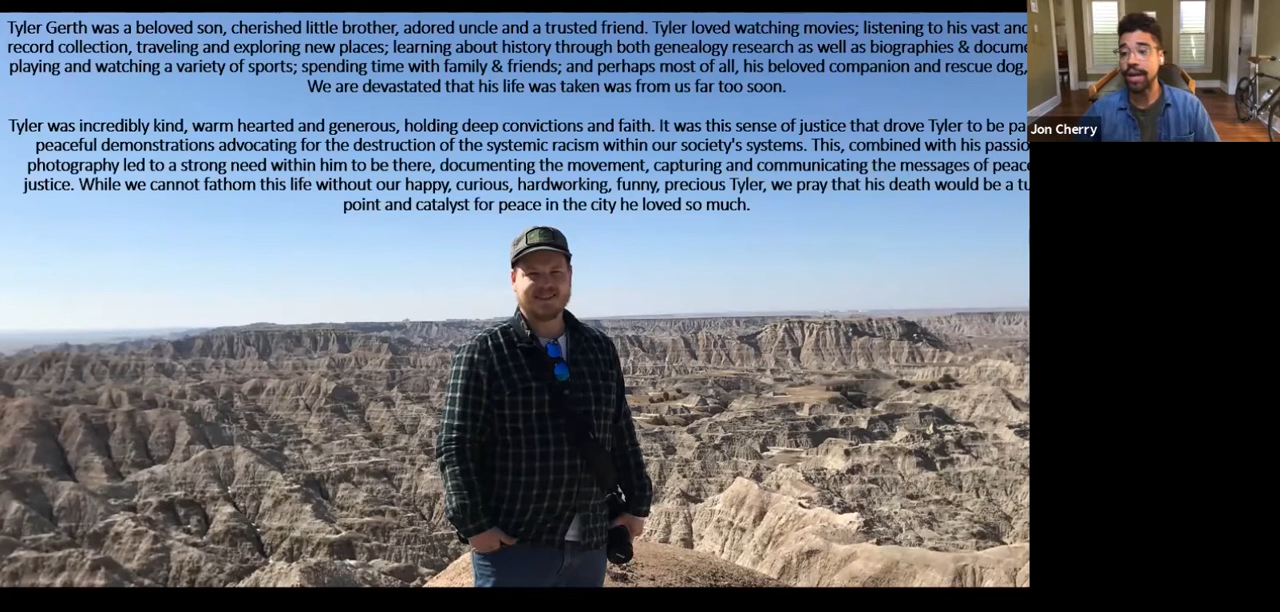 Tyler Gerth was a beloved son, cherished little brother, adored uncle and a trusted friend. Tyler loved watching movies; listening to his vast and
record collection, traveling and exploring new places; learning about history through both genealogy research as well as biographies & docume
playing and watching a variety of sports; spending time with family & friends; and perhaps most of all, his beloved companion and rescue dog,
We are devastated that his life was taken was from us far too soon.
Tyler was incredibly kind, warm hearted and generous, holding deep convictions and faith. It was this sense of justice that drove Tyler to be pa
peaceful demonstrations advocating for the destruction of the systemic racism within our society's systems. This, combined with his passio
photography led to a strong need within him to be there, documenting the movement, capturing and communicating the messages of peace
justice. While we cannot fathom this life without our happy, curious, hardworking, funny, precious Tyler, we pray that his death would be a tu
point and catalyst for peace in the city he loved so much.
Jon Cherry